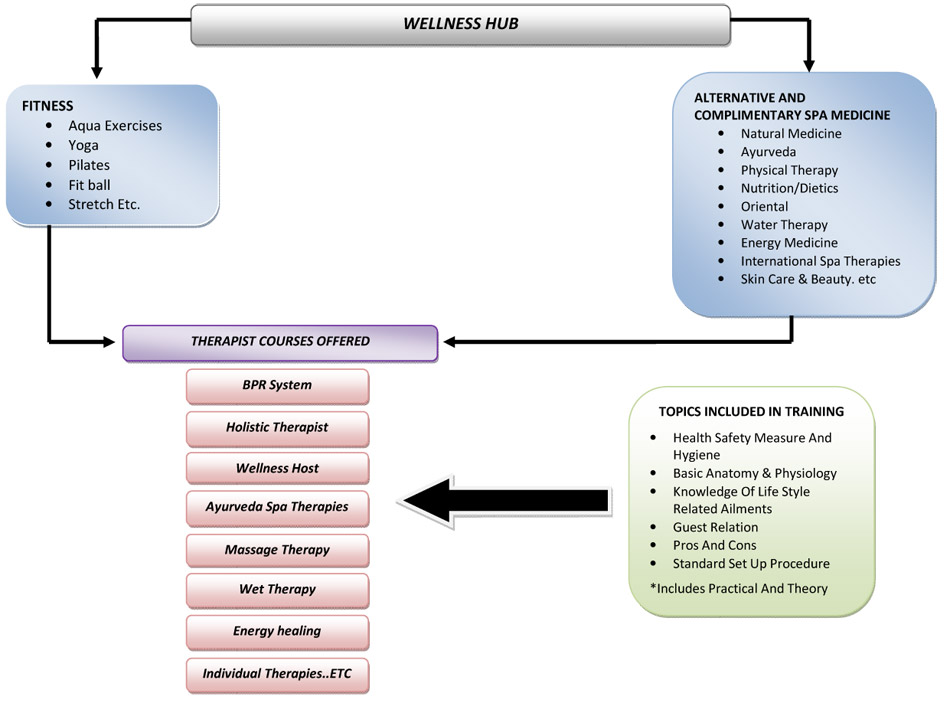 WELLNESS HUB
FITNESS
• Aqua Exercises
• Yoga
• Pilates
• Fit ball
• Stretch Etc.
ALTERNATIVE AND
COMPLIMENTARY SPA MEDICINE
• Natural Medicine
• Ayurveda
• Physical Therapy
• Nutrition/Dietics
• Oriental
• Water Therapy
• Energy Medicine
• International Spa Therapies
• Skin Care & Beauty. etc
THERAPIST COURSES OFFERED
BPR System
Holistic Therapist
Wellness Host
Ayurveda Spa Therapies
Massage Therapy
Wet Therapy
Energy healing
Individual Therapies..ETC
TOPICS INCLUDED IN TRAINING
• Health Safety Measure And
Hygiene
• Basic Anatomy & Physiology
• Knowledge Of Life Style
Related Ailments
• Guest Relation
• Pros And Cons
• Standard Set Up Procedure
*Includes Practical And Theory